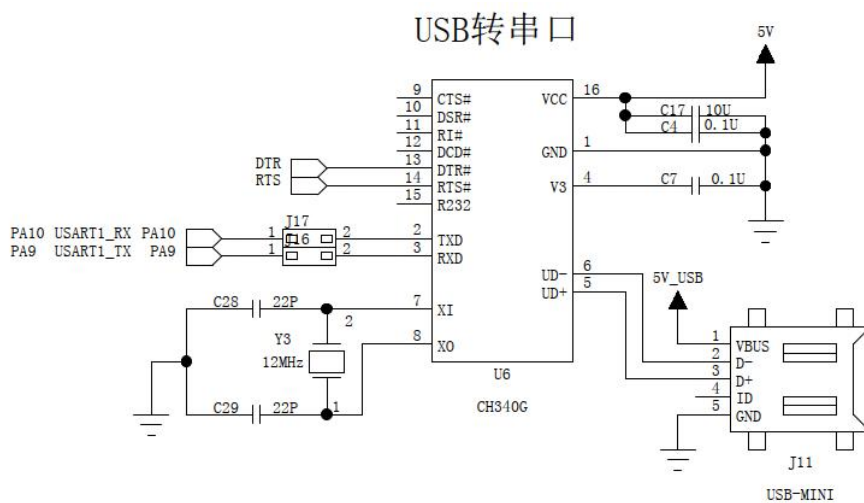 USB转串口
5V
9 CTS# VCC 16
10 DSR# C17 10U
11 RI# C4 0.1U
12 DCD# GND 1
DTR 13 DTR#
RTS 14 RTS# V3 4 C7 0.1U
15 R232
J17
PA10 USART1_RX PA10 1 2 2 TXD
J16
PA9 USART1_TX PA9 1 2 3 RXD
UD- 6
UD+ 5
5V_USB
C28 22P 7 XI
2
Y3
12MHz
8 XO
1 VBUS
2 D-
3 D+
4 ID
5 GND
C29 22P 1
U6
CH340G
J11
USB-MINI